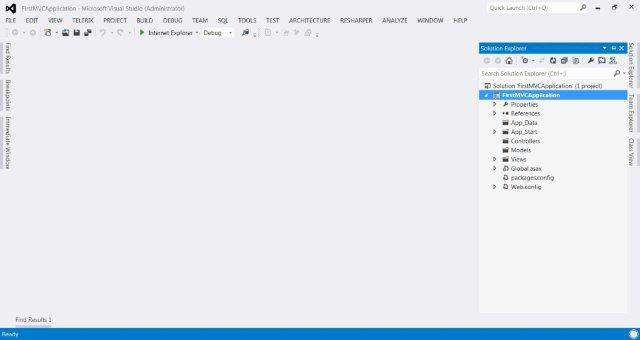 FirstMVCApplication - Microsoft Visual Studio (Administrator)
Quick Launch (Ctrl+Q)
FILE EDIT VIEW TELERIK PROJECT BUILD DEBUG TEAM SQL TOOLS TEST ARCHITECTURE RESHARPER ANALYZE WINDOW HELP
Internet Explorer Debug
Find Results
Breakpoints
Immediate Window
Solution Explorer
Search Solution Explorer (Ctrl+;)
Solution 'FirstMVCApplication' (1 project)
FirstMVCApplication
Properties
References
App_Data
App_Start
Controllers
Models
Views
Global.asax
packages.config
Web.config
Solution Explorer
Team Explorer
Class View
Find Results 1
Ready